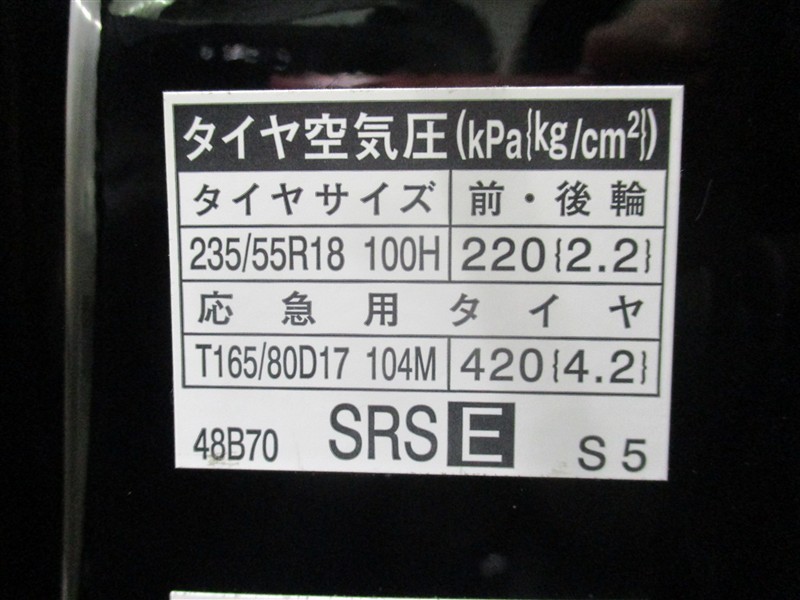 タイヤ空気圧(kPa{kg/cm²})
タイヤサイズ 前・後輪
235/55R18 100H 220{2.2}
応急用タイヤ
T165/80D17 104M 420{4.2}
48B70 SRS E S5